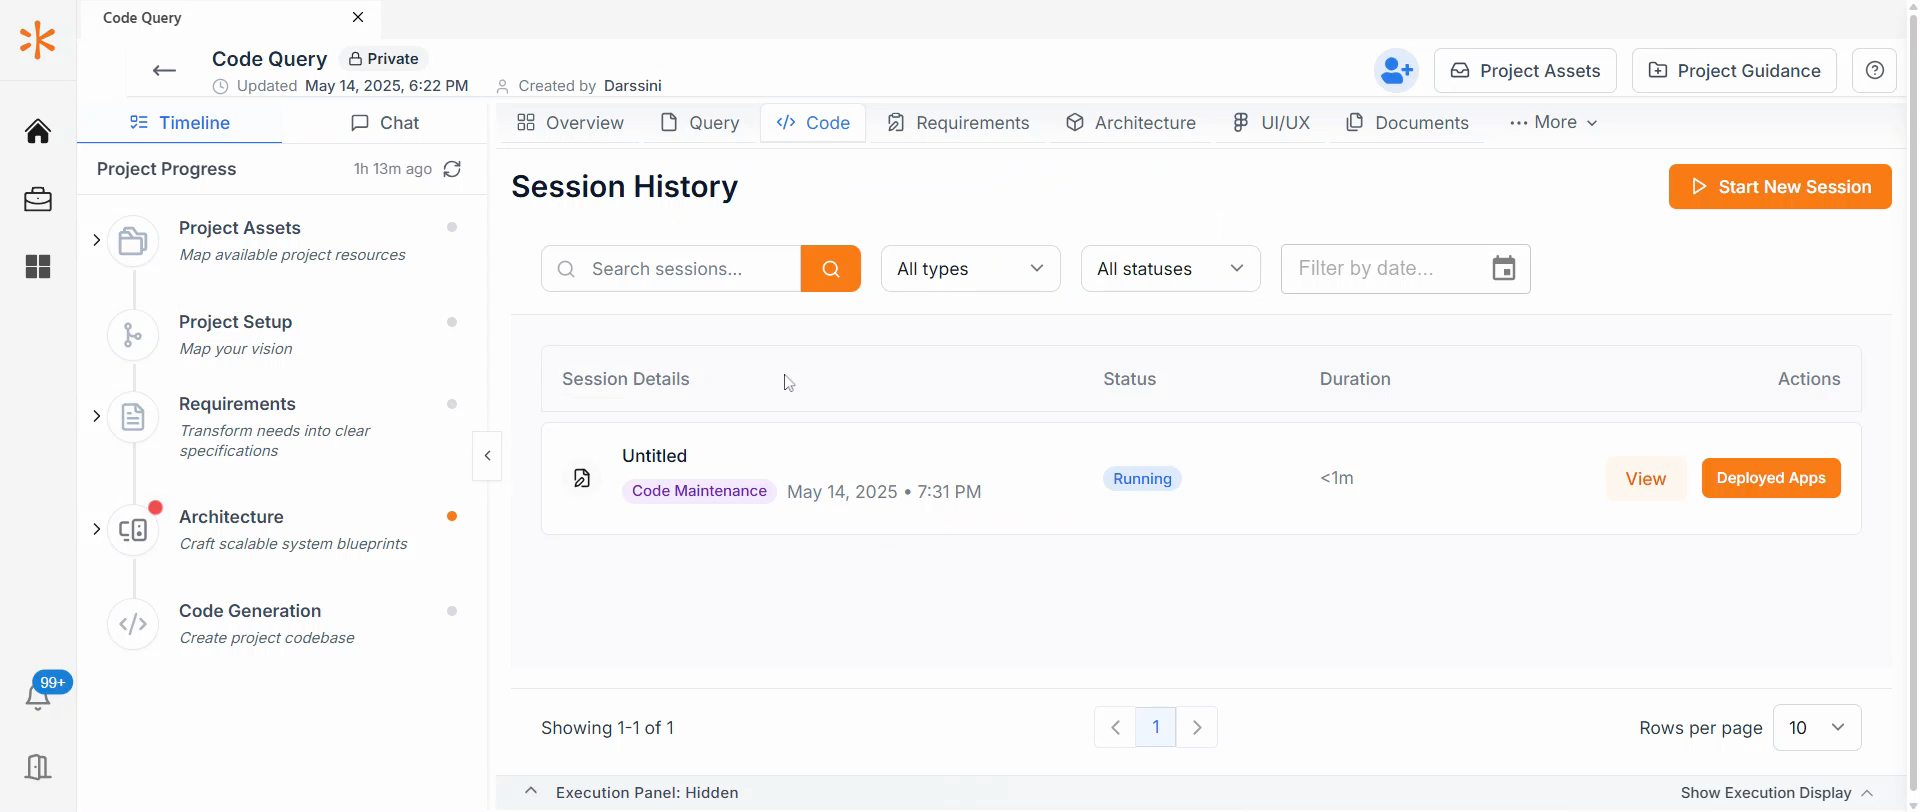 Code Query
Code Query Private
Updated May 14, 2025, 6:22 PM Created by Darssini
Project Assets
Project Guidance
Timeline
Chat
Project Progress
1h 13m ago
Project Assets
Map available project resources
Project Setup
Map your vision
Requirements
Transform needs into clear
specifications
Architecture
Craft scalable system blueprints
Code Generation
Create project codebase
99+
Overview
Query
Code
Requirements
Architecture
UI/UX
Documents
More
Session History
Start New Session
Search sessions...
All types
All statuses
Filter by date...
Session Details
Status
Duration
Actions
Untitled
Code Maintenance May 14, 2025 • 7:31 PM
Running
<1m
View
Deployed Apps
Showing 1-1 of 1
1
Rows per page 10
Execution Panel: Hidden
Show Execution Display